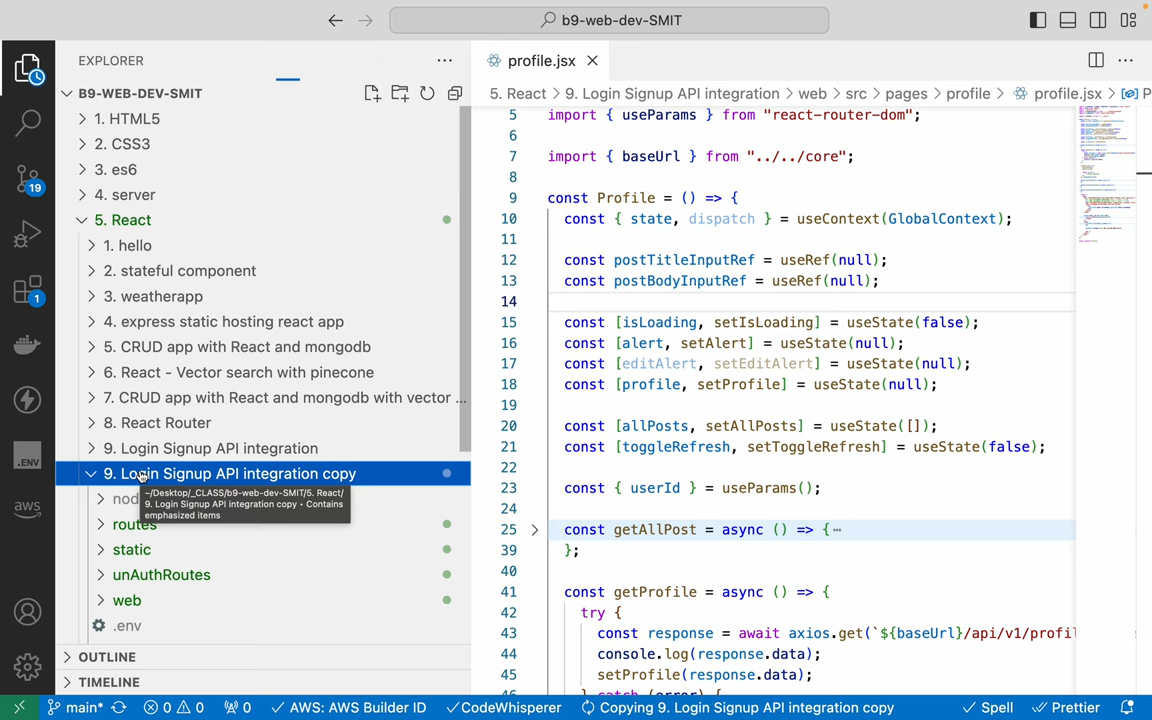 b9-web-dev-SMIT
EXPLORER
B9-WEB-DEV-SMIT
1. HTML5
2. CSS3
3. es6
4. server
5. React
1. hello
2. stateful component
3. weatherapp
4. express static hosting react app
5. CRUD app with React and mongodb
6. React - Vector search with pinecone
7. CRUD app with React and mongodb with vector ...
8. React Router
9. Login Signup API integration
9. Login Signup API integration copy
~/Desktop/_CLASS/b9-web-dev-SMIT/5. React/
9. Login Signup API integration copy • Contains
emphasized items
routes
static
unAuthRoutes
web
.env
OUTLINE
TIMELINE
19
1
.ENV
aws
profile.jsx
5. React > 9. Login Signup API integration > web > src > pages > profile > profile.jsx >
5 import { useParams } from "react-router-dom";
6
7 import { baseUrl } from "../../core";
8
9 const Profile = () => {
10 const { state, dispatch } = useContext(GlobalContext);
11
12 const postTitleInputRef = useRef(null);
13 const postBodyInputRef = useRef(null);
14
15 const [isLoading, setIsLoading] = useState(false);
16 const [alert, setAlert] = useState(null);
17 const [editAlert, setEditAlert] = useState(null);
18 const [profile, setProfile] = useState(null);
19
20 const [allPosts, setAllPosts] = useState([]);
21 const [toggleRefresh, setToggleRefresh] = useState(false);
22
23 const { userId } = useParams();
24
25 const getAllPost = async () => {…
39 };
40
41 const getProfile = async () => {
42 try {
43 const response = await axios.get(`${baseUrl}/api/v1/profil
44 console.log(response.data);
45 setProfile(response.data);
46 } catch (error) {
main* 0 0 0 AWS: AWS Builder ID CodeWhisperer Copying 9. Login Signup API integration copy Spell Prettier